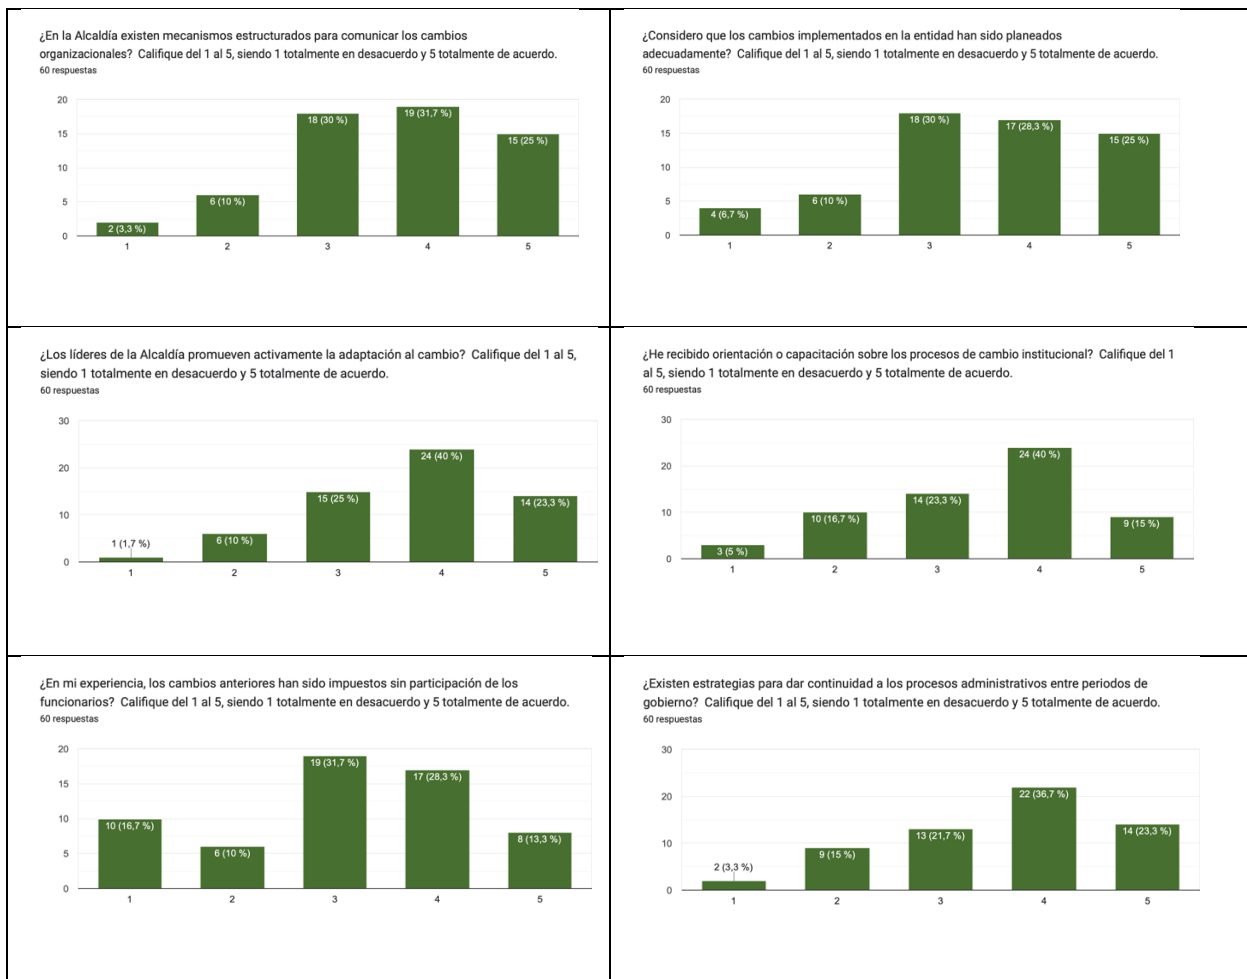 ¿En la Alcaldía existen mecanismos estructurados para comunicar los cambios
organizacionales? Califique del 1 al 5, siendo 1 totalmente en desacuerdo y 5 totalmente de acuerdo.
60 respuestas
20
15
10
5
0
2 (3,3 %)
6 (10 %)
18 (30 %)
19 (31,7 %)
15 (25 %)
1 2 3 4 5
¿Considero que los cambios implementados en la entidad han sido planeados
adecuadamente? Califique del 1 al 5, siendo 1 totalmente en desacuerdo y 5 totalmente de acuerdo.
60 respuestas
20
15
10
5
0
4 (6,7 %)
6 (10 %)
18 (30 %)
17 (28,3 %)
15 (25 %)
1 2 3 4 5
¿Los líderes de la Alcaldía promueven activamente la adaptación al cambio? Califique del 1 al 5,
siendo 1 totalmente en desacuerdo y 5 totalmente de acuerdo.
60 respuestas
30
20
10
0
1 (1,7 %)
6 (10 %)
15 (25 %)
24 (40 %)
14 (23,3 %)
1 2 3 4 5
¿He recibido orientación o capacitación sobre los procesos de cambio institucional? Califique del 1
al 5, siendo 1 totalmente en desacuerdo y 5 totalmente de acuerdo.
60 respuestas
30
20
10
0
3 (5 %)
10 (16,7 %)
14 (23,3 %)
24 (40 %)
9 (15 %)
1 2 3 4 5
¿En mi experiencia, los cambios anteriores han sido impuestos sin participación de los
funcionarios? Califique del 1 al 5, siendo 1 totalmente en desacuerdo y 5 totalmente de acuerdo.
60 respuestas
20
15
10
5
0
10 (16,7 %)
6 (10 %)
19 (31,7 %)
17 (28,3 %)
8 (13,3 %)
1 2 3 4 5
¿Existen estrategias para dar continuidad a los procesos administrativos entre periodos de
gobierno? Califique del 1 al 5, siendo 1 totalmente en desacuerdo y 5 totalmente de acuerdo.
60 respuestas
30
20
10
0
2 (3,3 %)
9 (15 %)
13 (21,7 %)
22 (36,7 %)
14 (23,3 %)
1 2 3 4 5